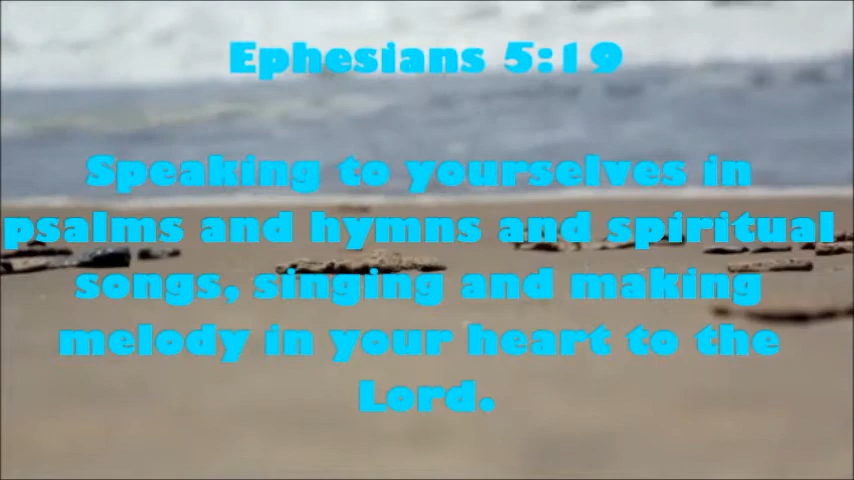 Ephesians 5:19
Speaking to yourselves in
psalms and hymns and spiritual
songs, singing and making
melody in your heart to the
Lord.